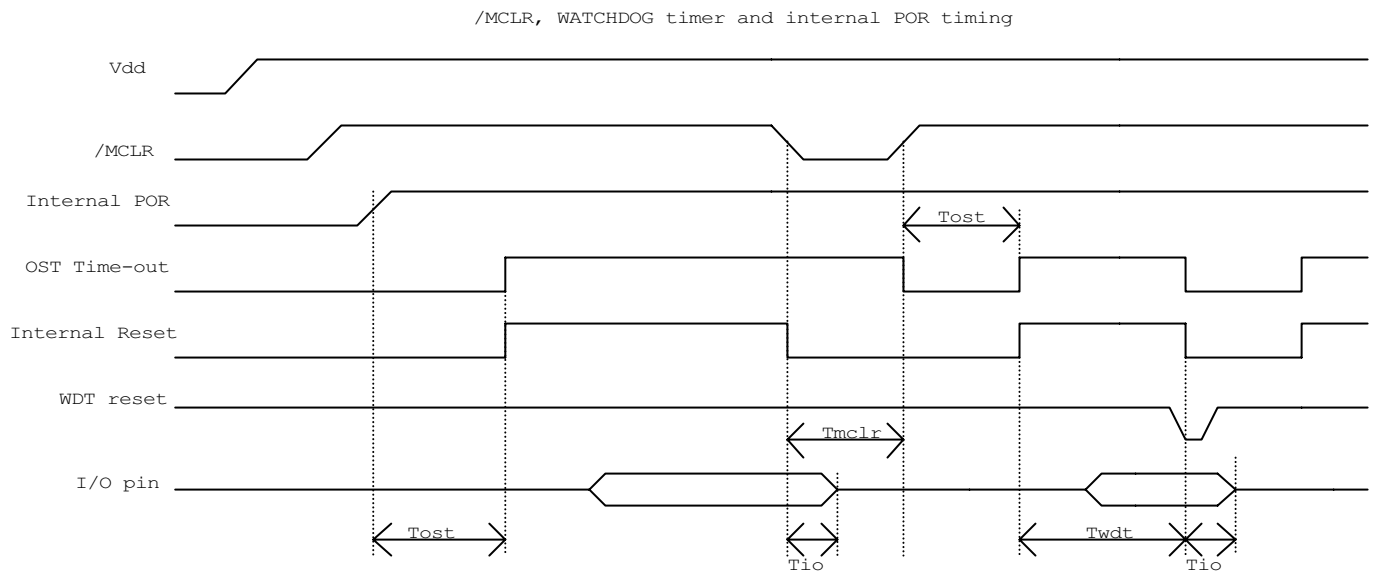 /MCLR, WATCHDOG timer and internal POR timing
Vdd
/MCLR
Internal POR
Tost
OST Time-out
Internal Reset
WDT reset
Tmclr
I/O pin
Tost
Twdt
Tio
Tio